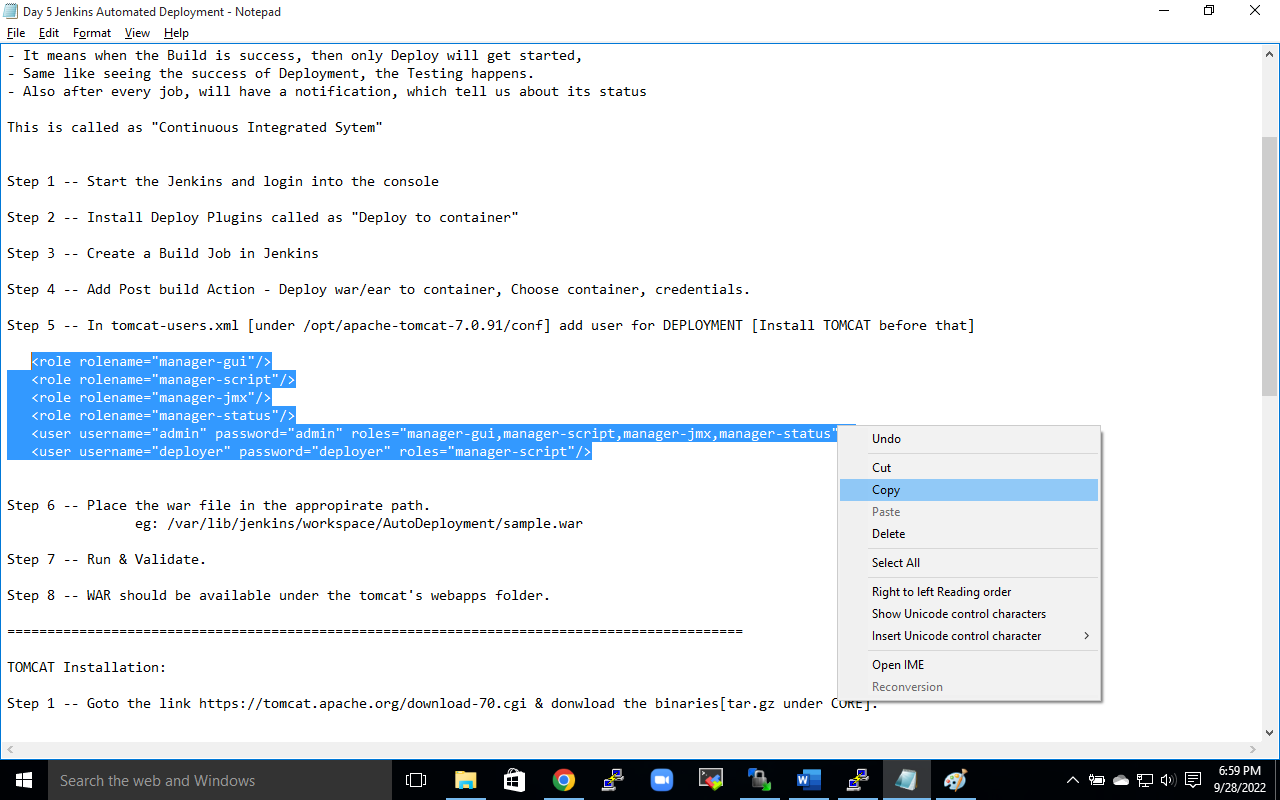 Day 5 Jenkins Automated Deployment - Notepad
File Edit Format View Help
- It means when the Build is success, then only Deploy will get started,
- Same like seeing the success of Deployment, the Testing happens.
- Also after every job, will have a notification, which tell us about its status
This is called as "Continuous Integrated Sytem"
Step 1 -- Start the Jenkins and login into the console
Step 2 -- Install Deploy Plugins called as "Deploy to container"
Step 3 -- Create a Build Job in Jenkins
Step 4 -- Add Post build Action - Deploy war/ear to container, Choose container, credentials.
Step 5 -- In tomcat-users.xml [under /opt/apache-tomcat-7.0.91/conf] add user for DEPLOYMENT [Install TOMCAT before that]
<role rolename="manager-gui"/>
<role rolename="manager-script"/>
<role rolename="manager-jmx"/>
<role rolename="manager-status"/>
<user username="admin" password="admin" roles="manager-gui,manager-script,manager-jmx,manager-status"
<user username="deployer" password="deployer" roles="manager-script"/>
Step 6 -- Place the war file in the appropirate path.
eg: /var/lib/jenkins/workspace/AutoDeployment/sample.war
Step 7 -- Run & Validate.
Step 8 -- WAR should be available under the tomcat's webapps folder.
============================================================================================
TOMCAT Installation:
Step 1 -- Goto the link https://tomcat.apache.org/download-70.cgi & donwload the binaries[tar.gz under CORE].
Undo
Cut
Copy
Paste
Delete
Select All
Right to left Reading order
Show Unicode control characters
Insert Unicode control character
Open IME
Reconversion
Search the web and Windows
6:59 PM
9/28/2022